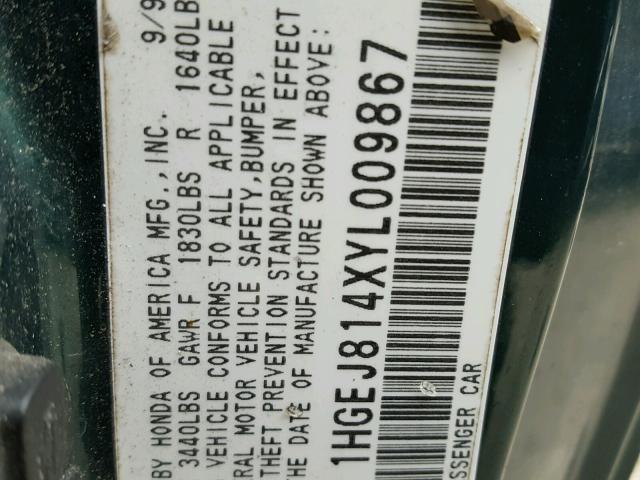 BY HONDA OF AMERICA MFG.,INC. 9/9
3440LBS GAWR F 1830LBS R 1640LB
VEHICLE CONFORMS TO ALL APPLICABLE
RAL MOTOR VEHICLE SAFETY,BUMPER,
THEFT PREVENTION STANDARDS IN EFFECT
THE DATE OF MANUFACTURE SHOWN ABOVE:
1HGEJ814XYL009867
SSENGER CAR